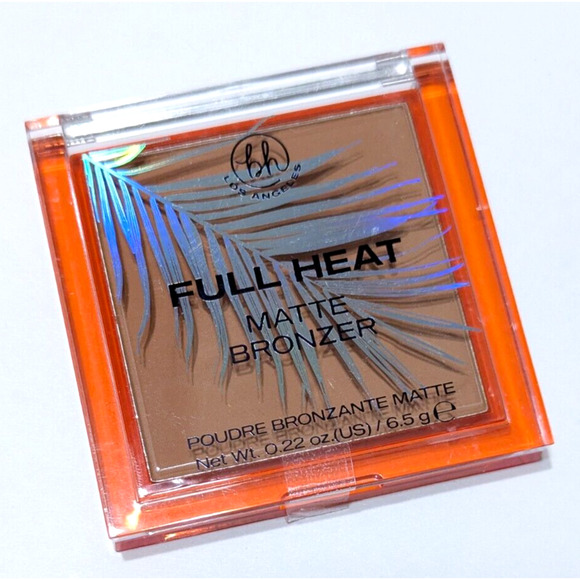 bh
LOS ANGELES
FULL HEAT
MATTE
BRONZER
POUDRE BRONZANTE MATTE
Net Wt. 0.22 oz.(US) / 6.5 g ℮